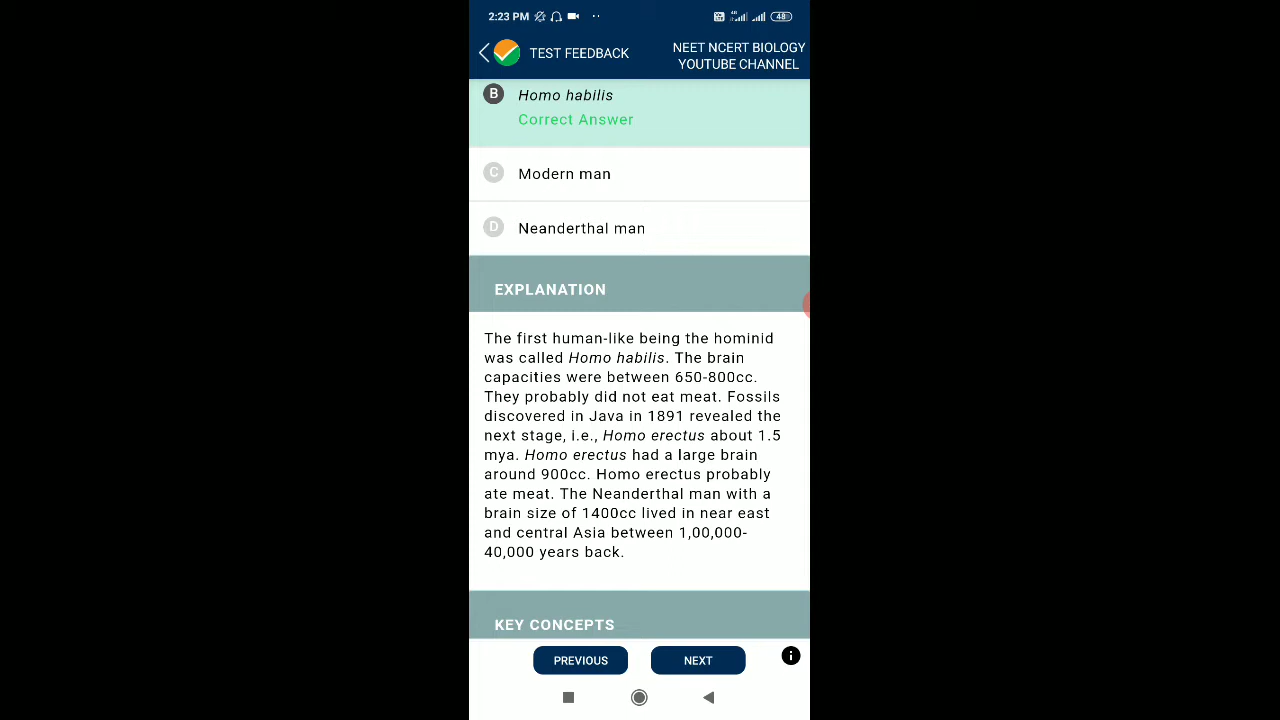 2:23 PM
4G
48
TEST FEEDBACK
NEET NCERT BIOLOGY
YOUTUBE CHANNEL
B Homo habilis
Correct Answer
C Modern man
D Neanderthal man
EXPLANATION
The first human-like being the hominid
was called Homo habilis. The brain
capacities were between 650-800cc.
They probably did not eat meat. Fossils
discovered in Java in 1891 revealed the
next stage, i.e., Homo erectus about 1.5
mya. Homo erectus had a large brain
around 900cc. Homo erectus probably
ate meat. The Neanderthal man with a
brain size of 1400cc lived in near east
and central Asia between 1,00,000-
40,000 years back.
KEY CONCEPTS
PREVIOUS
NEXT